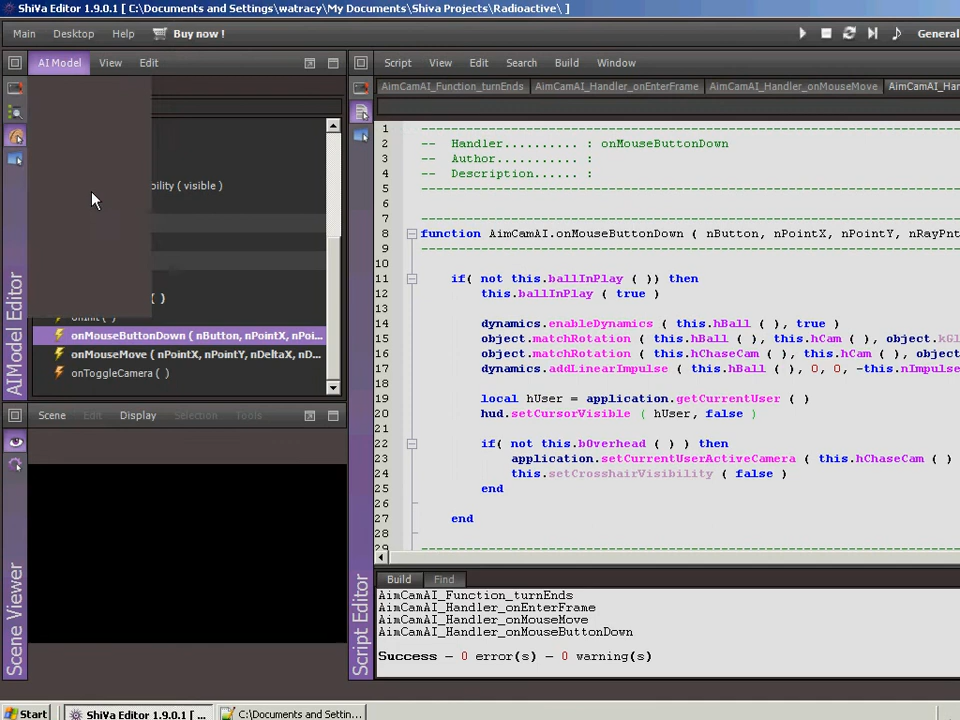 ShiVa Editor 1.9.0.1 [ C:\Documents and Settings\watracy\My Documents\Shiva Projects\Radioactive\ ]
Main Desktop Help Buy now ! General
AI Model View Edit
Script View Edit Search Build Window
AimCamAI_Function_turnEnds AimCamAI_Handler_onEnterFrame AimCamAI_Handler_onMouseMove AimCamAI_Han
bility ( visible )
( )
onInit ( )
onMouseButtonDown ( nButton, nPointX, nPoi...
onMouseMove ( nPointX, nPointY, nDeltaX, nD...
onToggleCamera ( )
AIModel Editor
Scene Edit Display Selection Tools
Scene Viewer
1 --------------------------------------------------------------------------------
2 -- Handler.......... : onMouseButtonDown
3 -- Author........... :
4 -- Description...... :
5 --------------------------------------------------------------------------------
6
7 --------------------------------------------------------------------------------
8 function AimCamAI.onMouseButtonDown ( nButton, nPointX, nPointY, nRayPnt
9 --------------------------------------------------------------------------------
10
11 if( not this.ballInPlay ( )) then
12 this.ballInPlay ( true )
13
14 dynamics.enableDynamics ( this.hBall ( ), true )
15 object.matchRotation ( this.hBall ( ), this.hCam ( ), object.kGl
16 object.matchRotation ( this.hChaseCam ( ), this.hCam ( ), object
17 dynamics.addLinearImpulse ( this.hBall ( ), 0, 0, -this.nImpulse
18
19 local hUser = application.getCurrentUser ( )
20 hud.setCursorVisible ( hUser, false )
21
22 if( not this.bOverhead ( ) ) then
23 application.setCurrentUserActiveCamera ( this.hChaseCam ( )
24 this.setCrosshairVisibility ( false )
25 end
26
27 end
28
29 --------------------------------------------------------------------------------
Script Editor
Build Find
AimCamAI_Function_turnEnds
AimCamAI_Handler_onEnterFrame
AimCamAI_Handler_onMouseMove
AimCamAI_Handler_onMouseButtonDown
Success - 0 error(s) - 0 warning(s)
Start ShiVa Editor 1.9.0.1 [ ... C:\Documents and Settin...